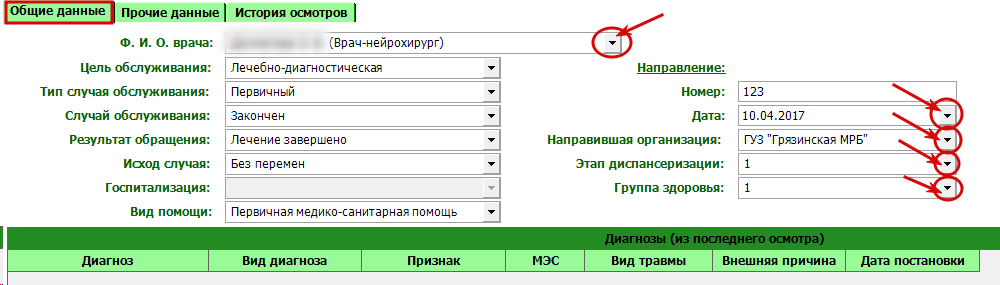 Общие данные Прочие данные История осмотров
Ф. И. О. врача: (Врач-нейрохирург)
Цель обслуживания: Лечебно-диагностическая Направление:
Тип случая обслуживания: Первичный Номер: 123
Случай обслуживания: Закончен Дата: 10.04.2017
Результат обращения: Лечение завершено Направившая организация: ГУЗ "Грязинская МРБ"
Исход случая: Без перемен Этап диспансеризации: 1
Госпитализация: Группа здоровья: 1
Вид помощи: Первичная медико-санитарная помощь
Диагнозы (из последнего осмотра)
Диагноз Вид диагноза Признак МЭС Вид травмы Внешняя причина Дата постановки